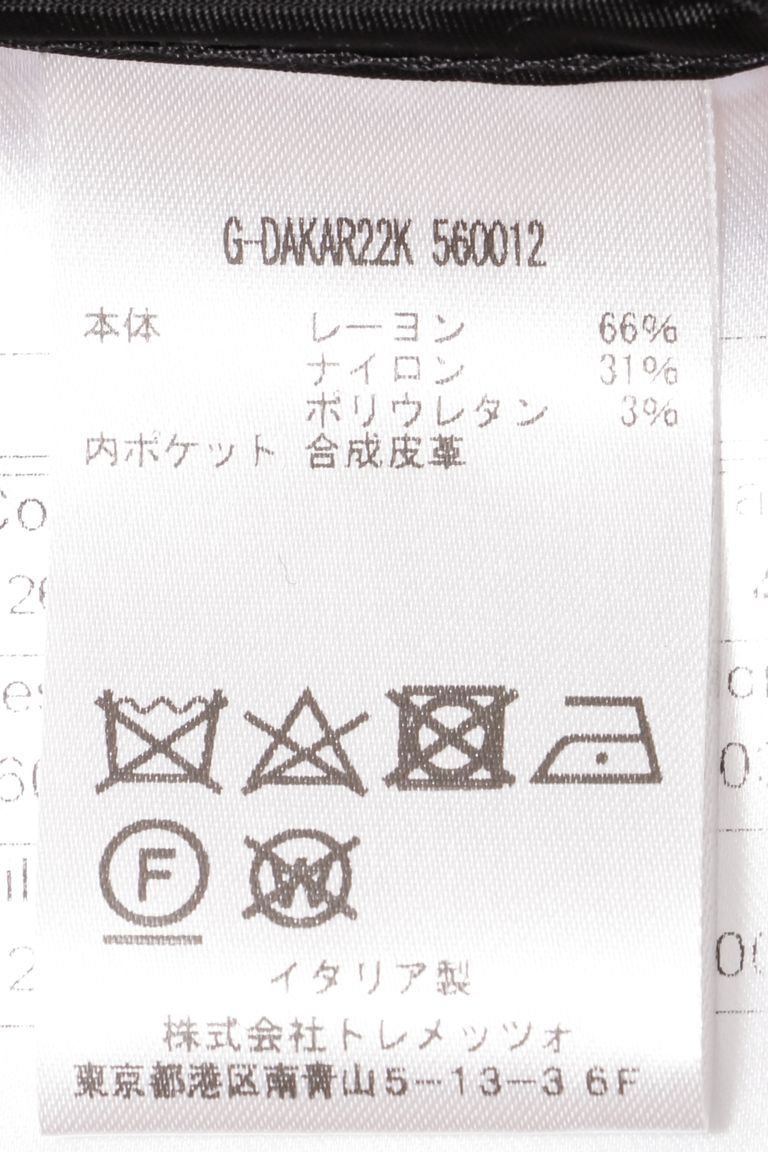 G-DAKAR22K 560012
本体 レーヨン 66%
ナイロン 31%
ポリウレタン 3%
内ポケット 合成皮革
F
W
イタリア製
株式会社トレメッツォ
東京都港区南青山5-13-3 6F